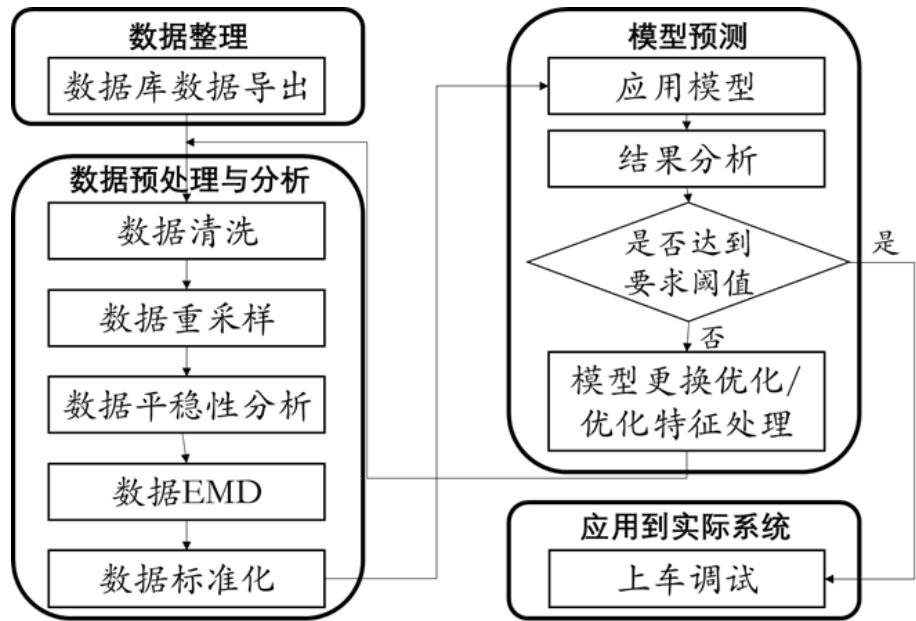 数据整理
数据库数据导出
数据预处理与分析
数据清洗
数据重采样
数据平稳性分析
数据EMD
数据标准化
模型预测
应用模型
结果分析
是否达到
要求阈值
是
否
模型更换优化/
优化特征处理
应用到实际系统
上车调试